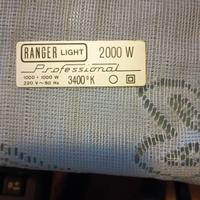 RANGER LIGHT 2000 W
Professional
1000 + 1000 W
220 V ~ 50 Hz 3400°K